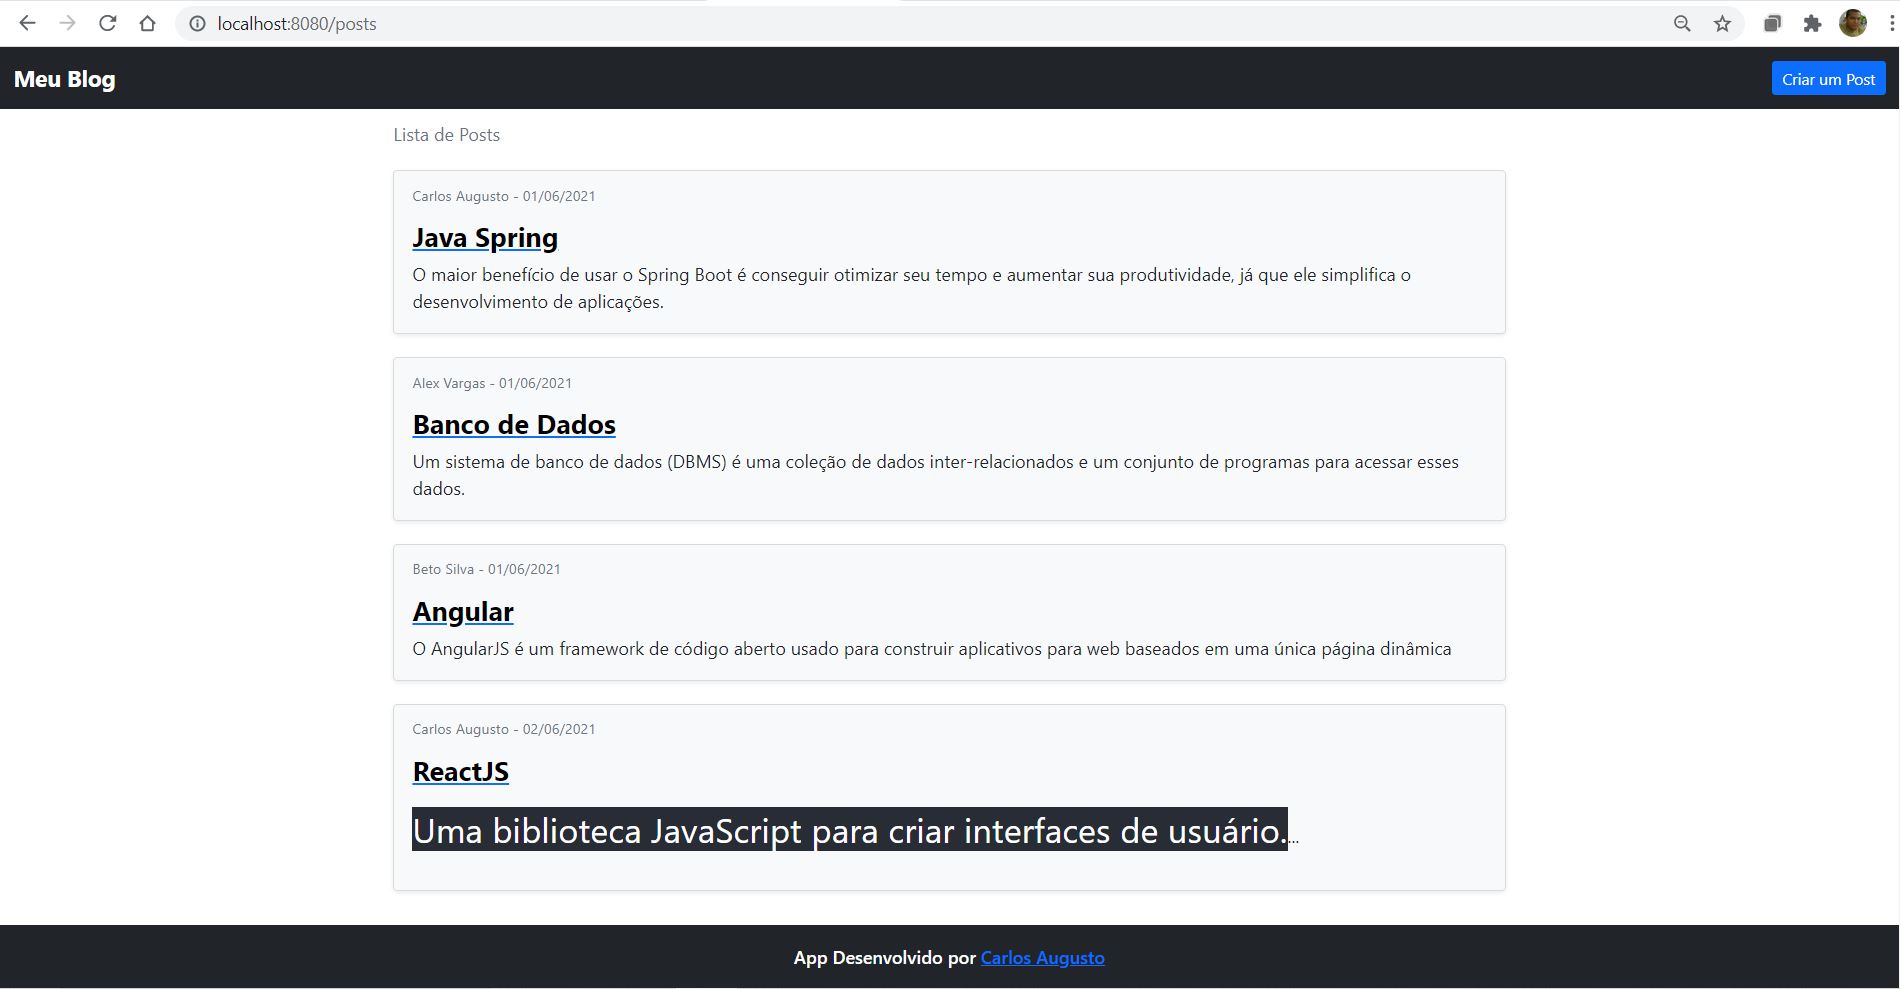 localhost:8080/posts
Meu Blog
Criar um Post
Lista de Posts
Carlos Augusto - 01/06/2021
Java Spring
O maior benefício de usar o Spring Boot é conseguir otimizar seu tempo e aumentar sua produtividade, já que ele simplifica o
desenvolvimento de aplicações.
Alex Vargas - 01/06/2021
Banco de Dados
Um sistema de banco de dados (DBMS) é uma coleção de dados inter-relacionados e um conjunto de programas para acessar esses
dados.
Beto Silva - 01/06/2021
Angular
O AngularJS é um framework de código aberto usado para construir aplicativos para web baseados em uma única página dinâmica
Carlos Augusto - 02/06/2021
ReactJS
Uma biblioteca JavaScript para criar interfaces de usuário....
App Desenvolvido por Carlos Augusto